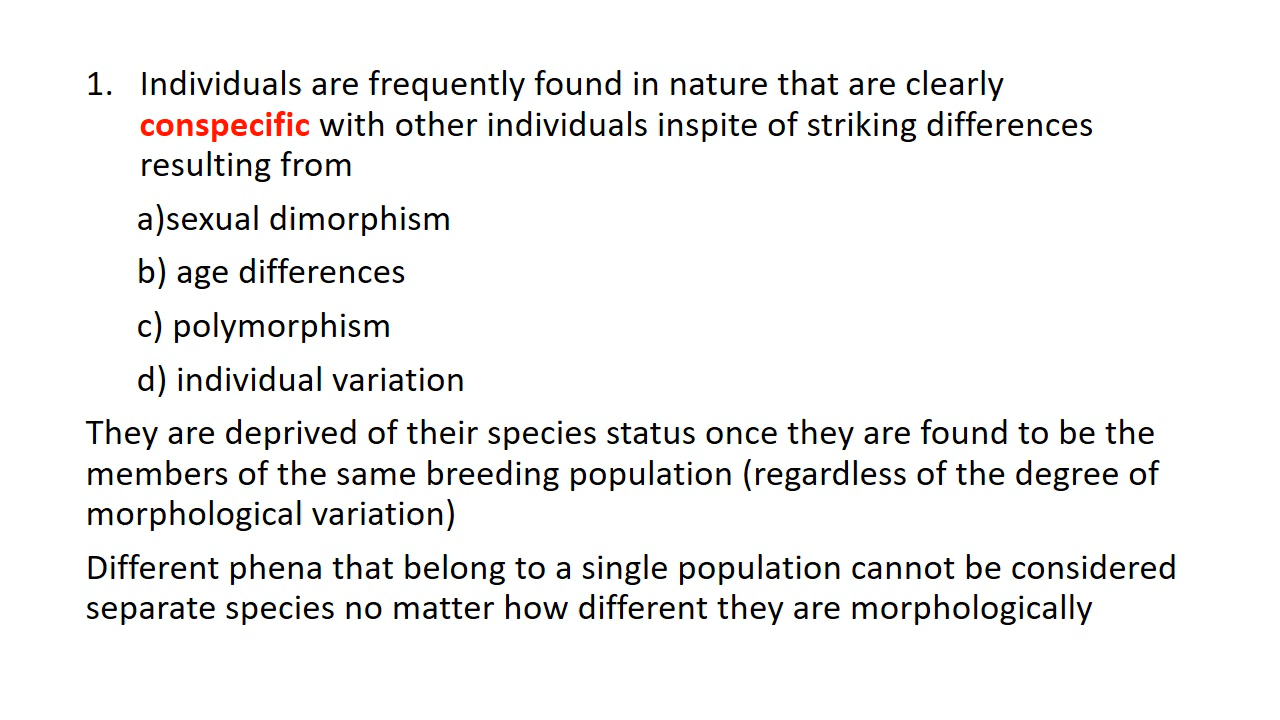 1. Individuals are frequently found in nature that are clearly
conspecific with other individuals inspite of striking differences
resulting from
a)sexual dimorphism
b) age differences
c) polymorphism
d) individual variation
They are deprived of their species status once they are found to be the
members of the same breeding population (regardless of the degree of
morphological variation)
Different phena that belong to a single population cannot be considered
separate species no matter how different they are morphologically